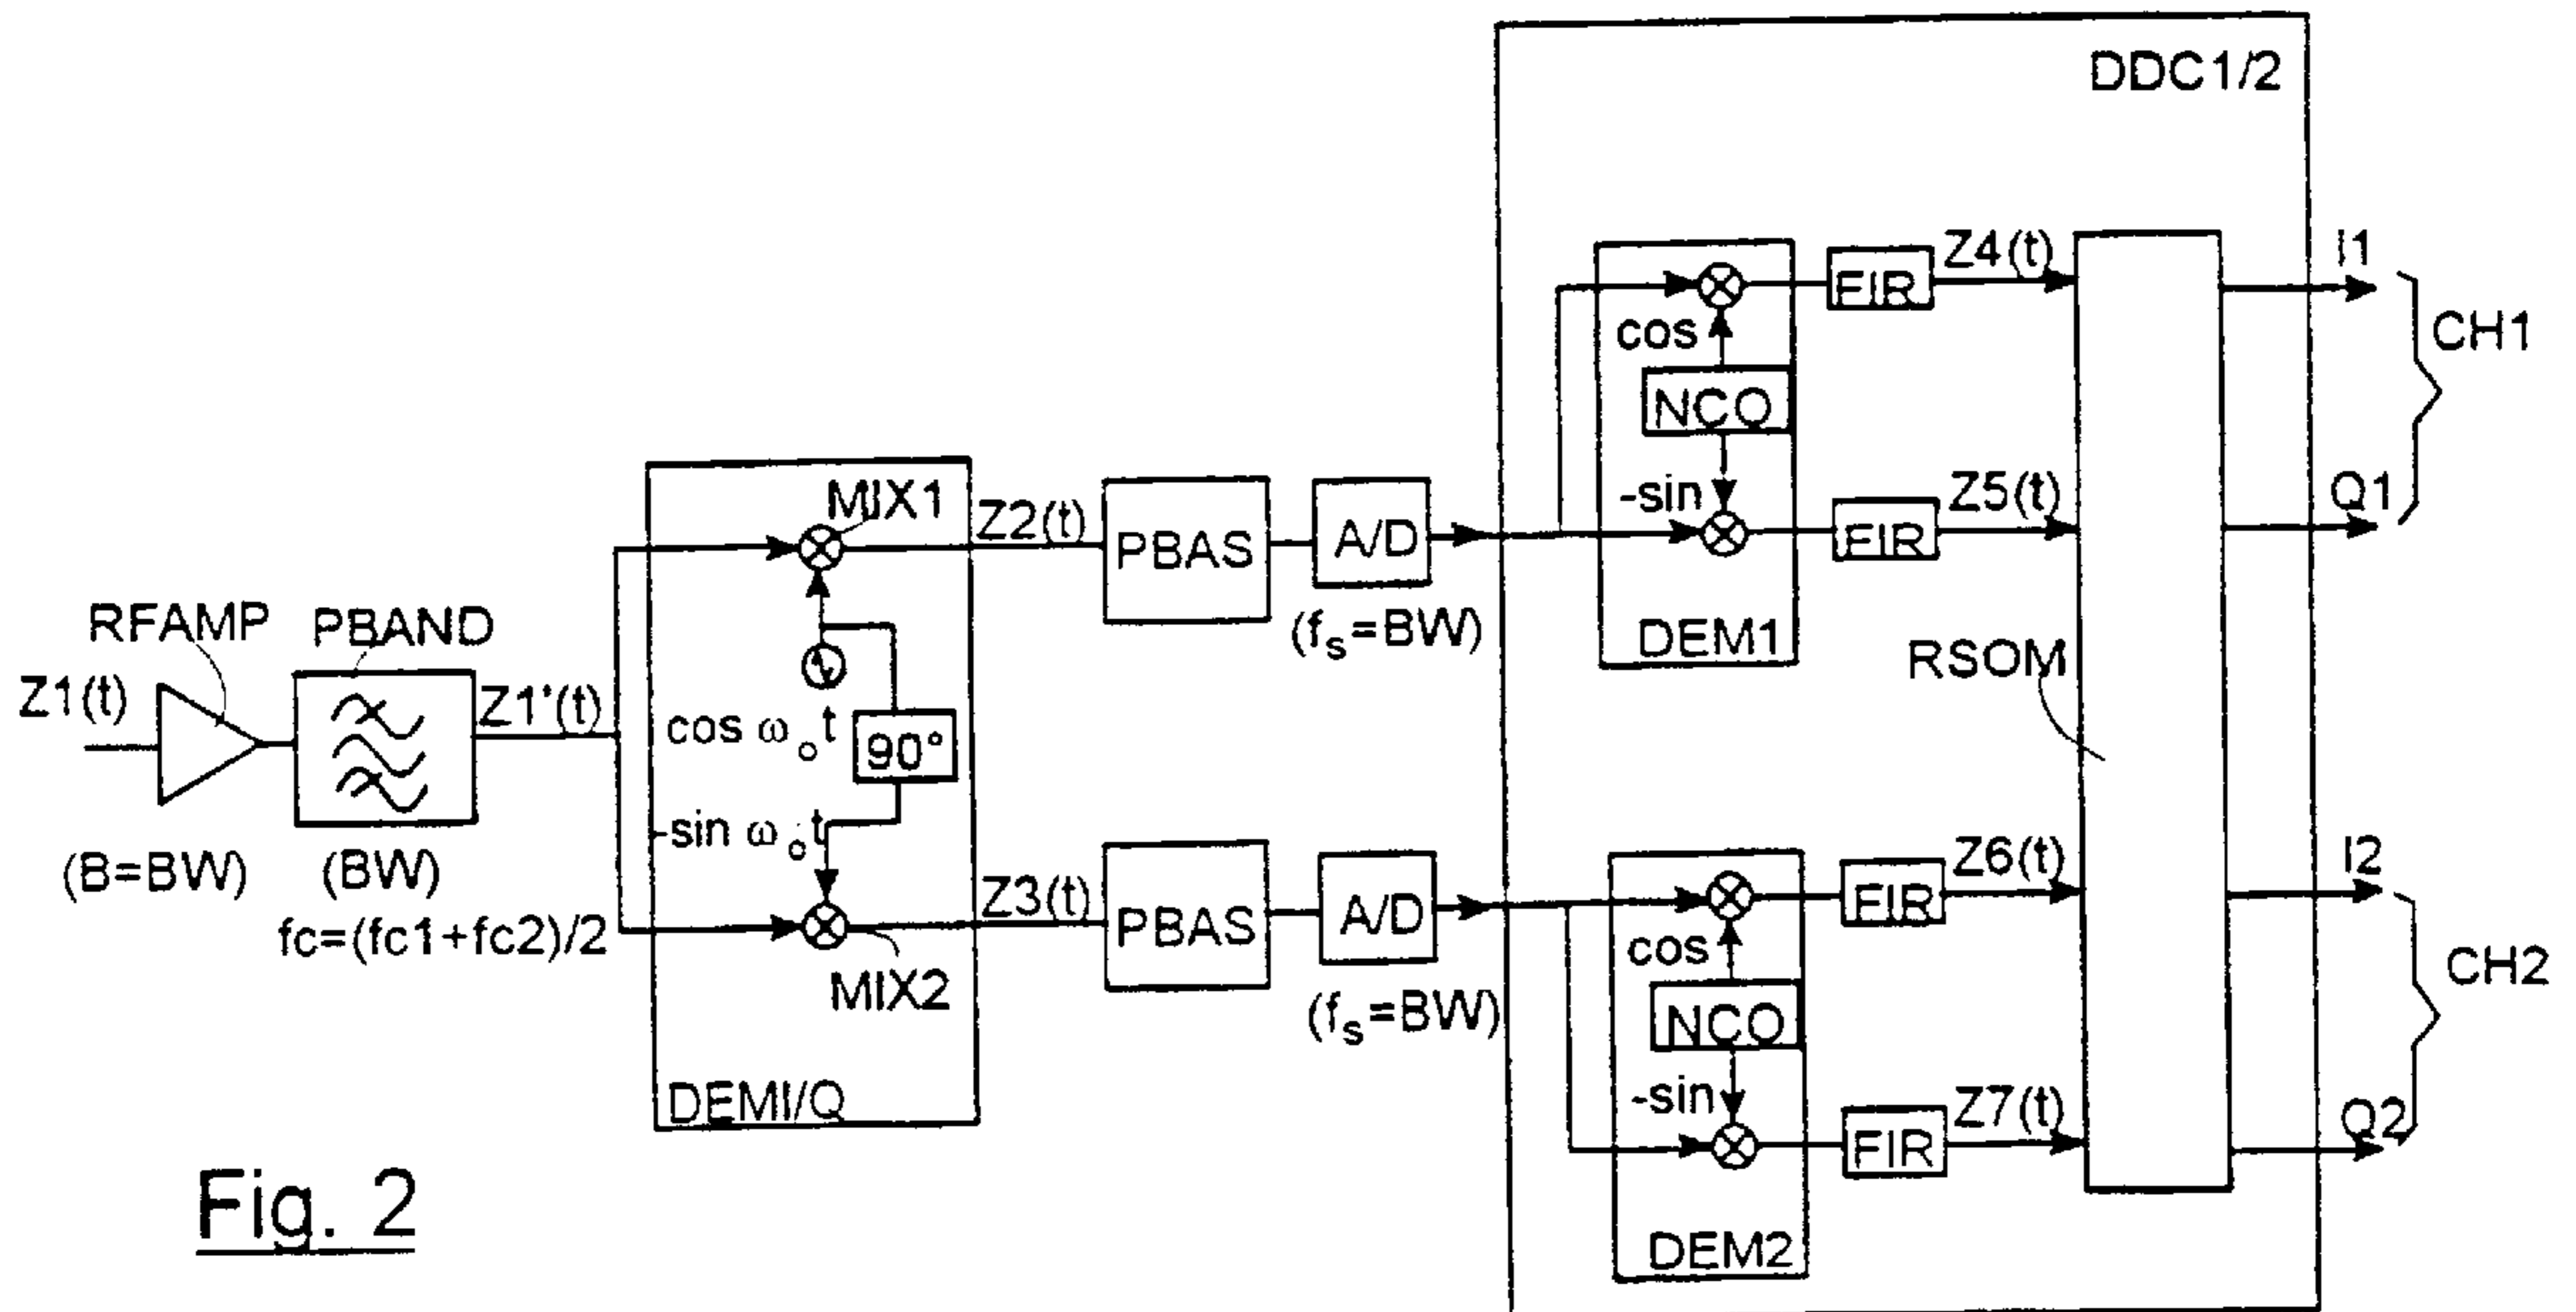 DDC1/2
RFAMP
PBAND
Z1(t)
Z1'(t)
(B=BW)
(BW)
fc=(fc1+fc2)/2
MIX1
cos ω₀t
90°
-sin ω₀t
MIX2
DEMI/Q
Z2(t)
PBAS
A/D
(fₛ=BW)
Z3(t)
PBAS
A/D
(fₛ=BW)
cos
NCO
-sin
DEM1
FIR
Z4(t)
FIR
Z5(t)
RSOM
cos
NCO
-sin
DEM2
FIR
Z6(t)
FIR
Z7(t)
I1
CH1
Q1
I2
CH2
Q2
Fig. 2